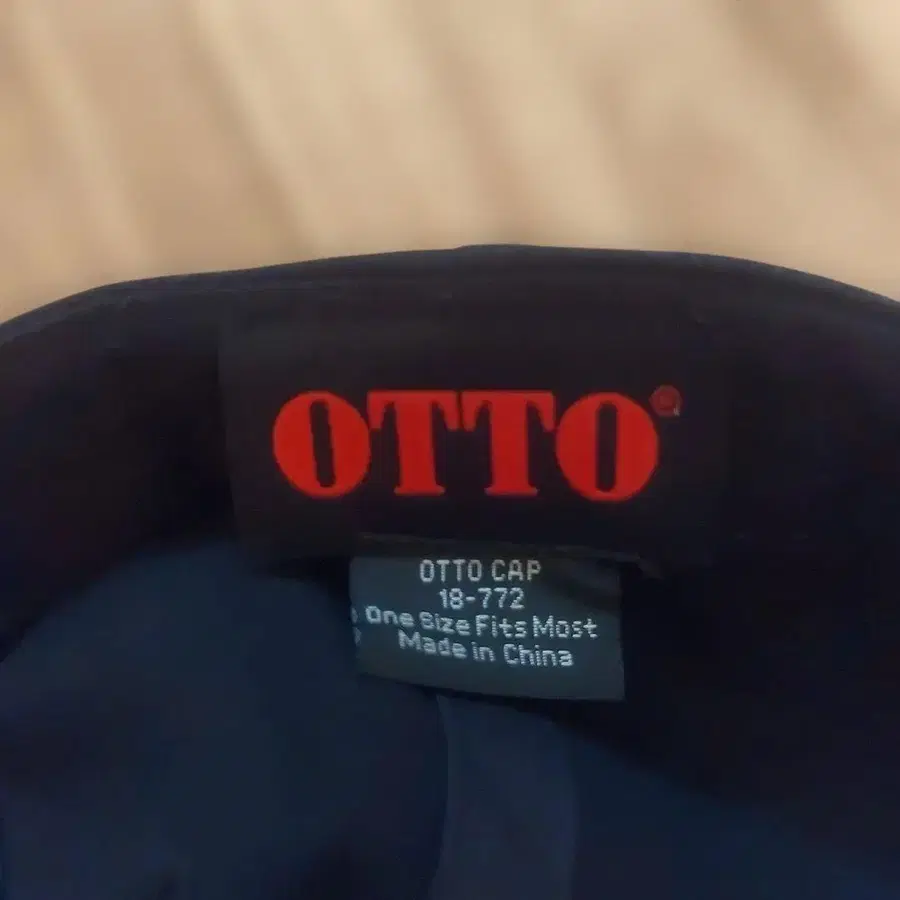 OTTO®
OTTO CAP
18-772
One Size Fits Most
Made in China